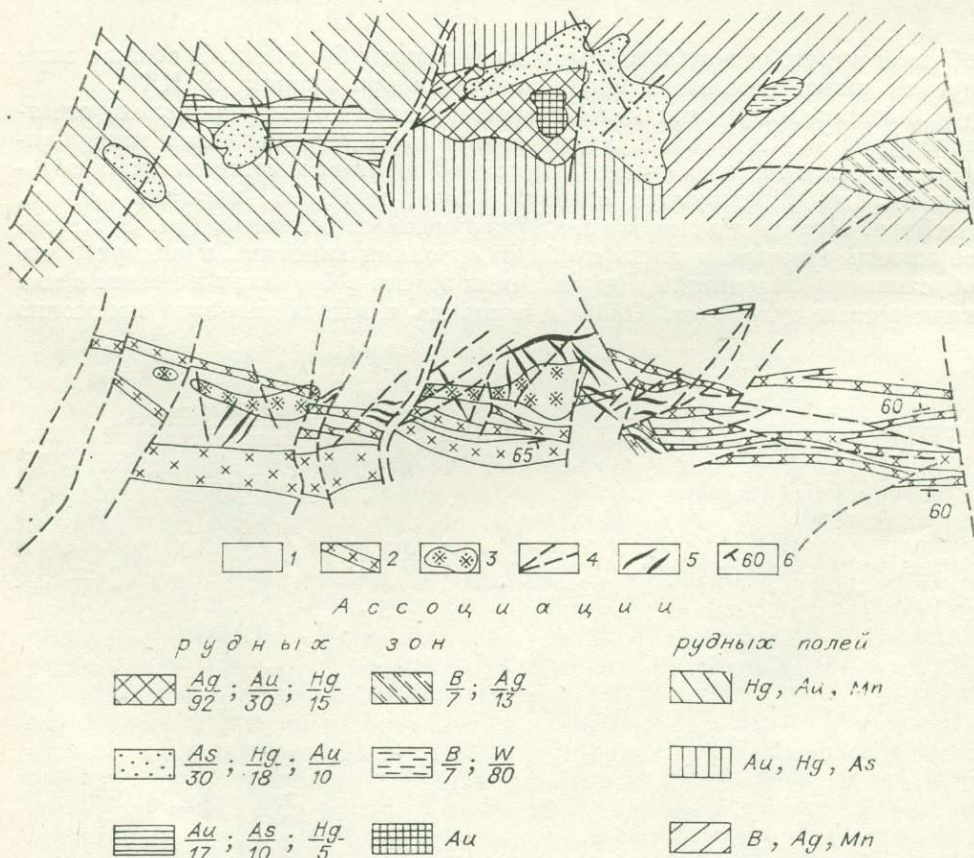 65
60
60
1 2 3 4 5 60 6
Ассоциации
рудных зон рудных полей
Ag/92 ; Au/30 ; Hg/15 B/7 ; Ag/13 Hg, Au, Mn
As/30 ; Hg/18 ; Au/10 B/7 ; W/80 Au, Hg, As
Au/17 ; As/10 ; Hg/5 Au B, Ag, Mn